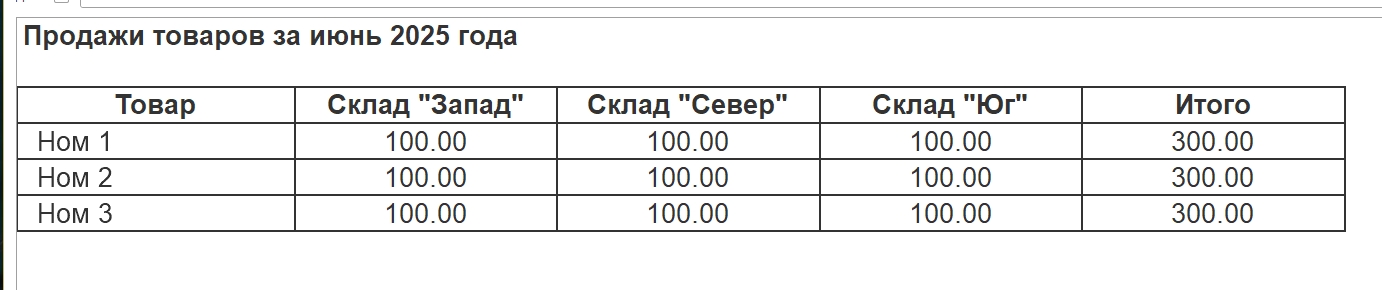 Продажи товаров за июнь 2025 года
Товар Склад "Запад" Склад "Север" Склад "Юг" Итого
Ном 1 100.00 100.00 100.00 300.00
Ном 2 100.00 100.00 100.00 300.00
Ном 3 100.00 100.00 100.00 300.00